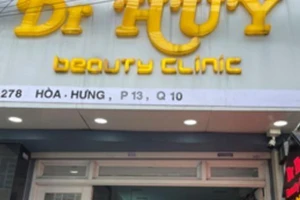 Dr HUY
beauty clinic
278 HÒA - HƯNG , P 13 , Q 10